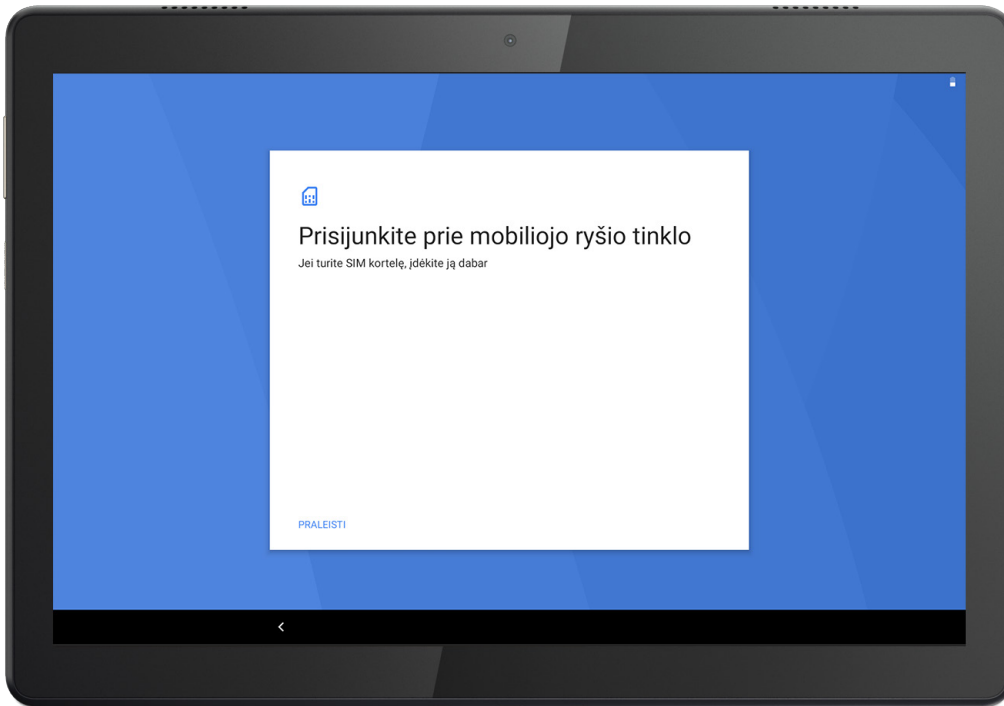 Prisijunkite prie mobiliojo ryšio tinklo
Jei turite SIM kortelę, įdėkite ją dabar
PRALEISTI